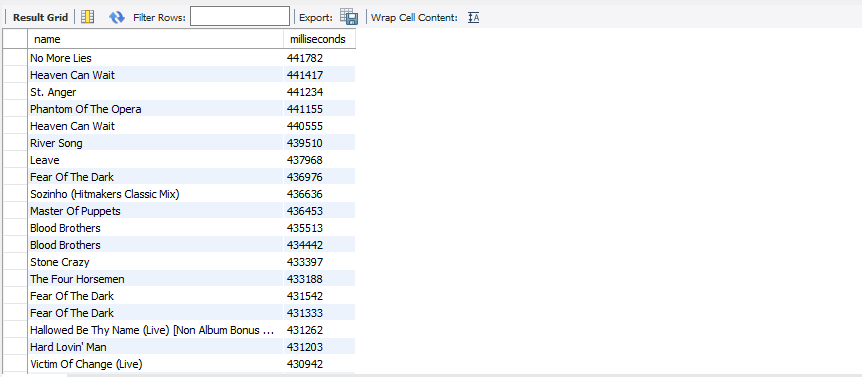 Result Grid Filter Rows: Export: Wrap Cell Content:
name milliseconds
No More Lies 441782
Heaven Can Wait 441417
St. Anger 441234
Phantom Of The Opera 441155
Heaven Can Wait 440555
River Song 439510
Leave 437968
Fear Of The Dark 436976
Sozinho (Hitmakers Classic Mix) 436636
Master Of Puppets 436453
Blood Brothers 435513
Blood Brothers 434442
Stone Crazy 433397
The Four Horsemen 433188
Fear Of The Dark 431542
Fear Of The Dark 431333
Hallowed Be Thy Name (Live) [Non Album Bonus ... 431262
Hard Lovin' Man 431203
Victim Of Change (Live) 430942